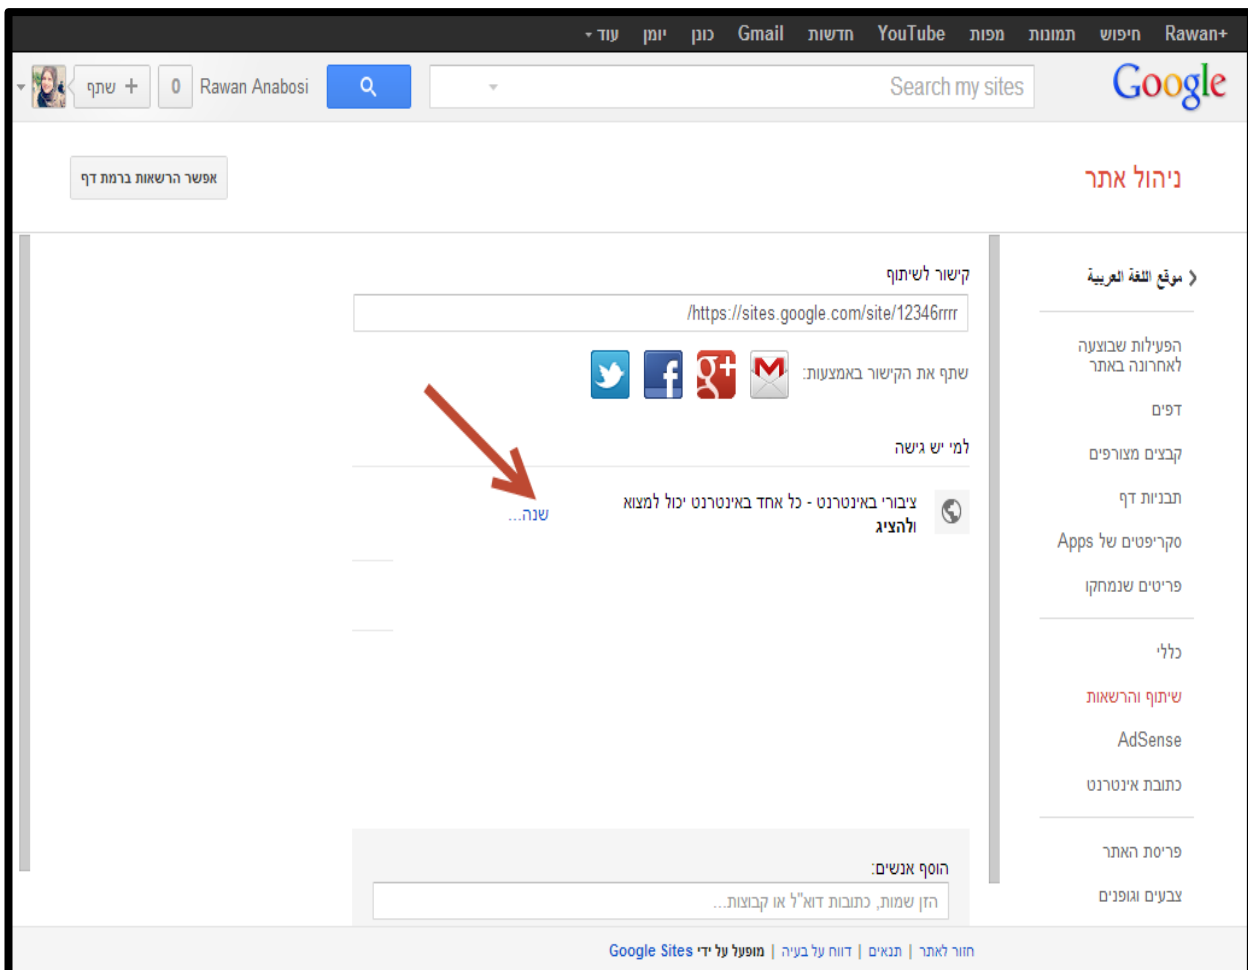 Rawan+ חיפוש תמונות מפות YouTube חדשות Gmail כונן יומן עוד
Google Search my sites Rawan Anabosi 0 + שתף
ניהול אתר
אפשר הרשאות ברמת דף
موقع اللغة العربية
הפעילות שבוצעה
לאחרונה באתר
דפים
קבצים מצורפים
תבניות דף
סקריפטים של Apps
פריטים שנמחקו
כללי
שיתוף והרשאות
AdSense
כתובת אינטרנט
פריסת האתר
צבעים וגופנים
קישור לשיתוף
/https://sites.google.com/site/12346rrrr
שתף את הקישור באמצעות:
למי יש גישה
ציבורי באינטרנט - כל אחד באינטרנט יכול למצוא
ולהציג
שנה...
הוסף אנשים:
הזן שמות, כתובות דוא"ל או קבוצות...
חזור לאתר | תנאים | דווח על בעיה | מופעל על ידי Google Sites